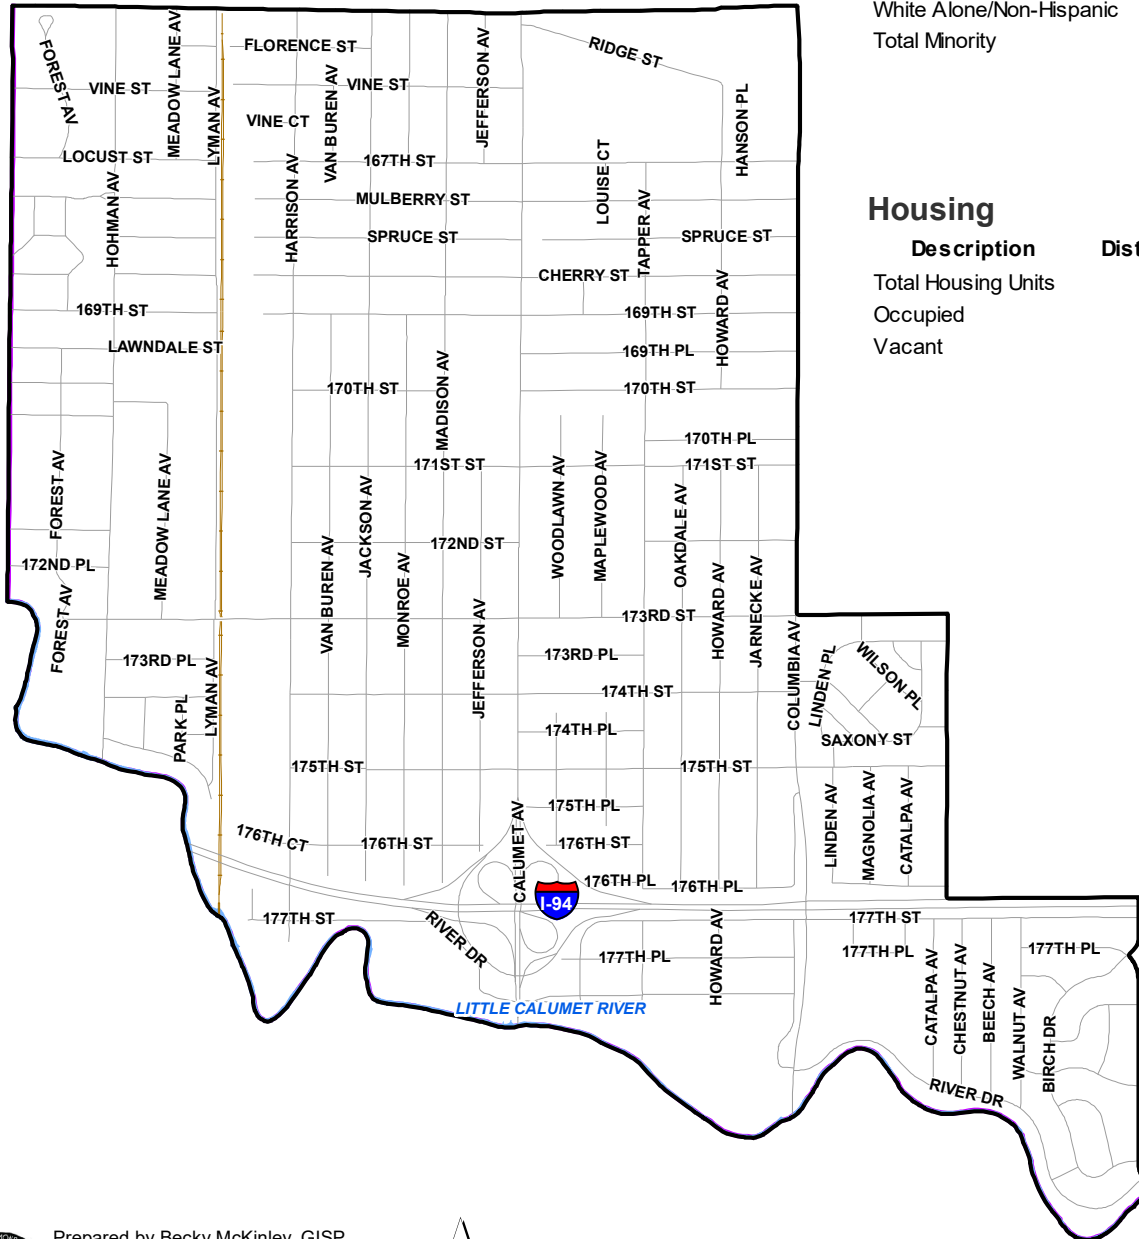 White Alone/Non-Hispanic
Total Minority
FOREST AV
MEADOW LANE AV
LYMAN AV
FLORENCE ST
JEFFERSON AV
RIDGE ST
VINE ST
VAN BUREN AV
VINE ST
HANSON PL
VINE CT
LOCUST ST
167TH ST
LOUISE CT
HOHMAN AV
HARRISON AV
MULBERRY ST
TAPPER AV
SPRUCE ST
SPRUCE ST
Housing
Description Dist
Total Housing Units
Occupied
Vacant
CHERRY ST
HOWARD AV
169TH ST
169TH ST
LAWNDALE ST
169TH PL
MADISON AV
170TH ST
170TH ST
170TH PL
171ST ST
171ST ST
FOREST AV
MEADOW LANE AV
JACKSON AV
WOODLAWN AV
MAPLEWOOD AV
OAKDALE AV
172ND ST
172ND PL
VAN BUREN AV
MONROE AV
HOWARD AV
JARNECKE AV
FOREST AV
JEFFERSON AV
173RD ST
173RD PL
173RD PL
COLUMBIA AV
LINDEN PL
WILSON PL
LYMAN AV
174TH ST
PARK PL
174TH PL
SAXONY ST
175TH ST
175TH ST
175TH PL
LINDEN AV
MAGNOLIA AV
CATALPA AV
176TH CT
176TH ST
CALUMET AV
176TH ST
176TH PL
176TH PL
I-94
177TH ST
RIVER DR
HOWARD AV
177TH ST
177TH PL
177TH PL
177TH PL
CATALPA AV
CHESTNUT AV
BEECH AV
WALNUT AV
BIRCH DR
LITTLE CALUMET RIVER
RIVER DR
Prepared by Becky McKinley, GISP